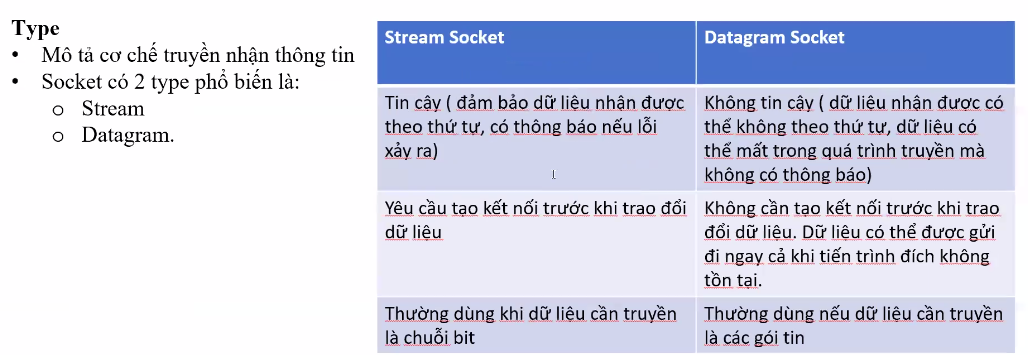 Type
• Mô tả cơ chế truyền nhận thông tin
• Socket có 2 type phổ biến là:
o Stream
o Datagram.
Stream Socket
Datagram Socket
Tin cậy ( đảm bảo dữ liệu nhận được
theo thứ tự, có thông báo nếu lỗi
xảy ra)
Không tin cậy ( dữ liệu nhận được có
thể không theo thứ tự, dữ liệu có
thể mất trong quá trình truyền mà
không có thông báo)
Yêu cầu tạo kết nối trước khi trao đổi
dữ liệu
Không cần tạo kết nối trước khi trao
đổi dữ liệu. Dữ liệu có thể được gửi
đi ngay cả khi tiến trình đích không
tồn tại.
Thường dùng khi dữ liệu cần truyền
là chuỗi bit
Thường dùng nếu dữ liệu cần truyền
là các gói tin